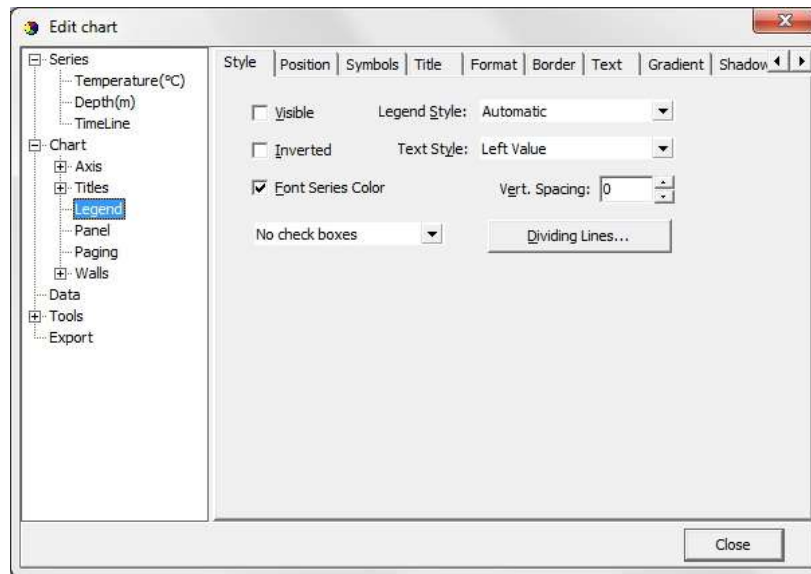 Edit chart
Series
Temperature(°C)
Depth(m)
TimeLine
Chart
Axis
Titles
Legend
Panel
Paging
Walls
Data
Tools
Export
Style Position Symbols Title Format Border Text Gradient Shadow
Visible Legend Style: Automatic
Inverted Text Style: Left Value
Font Series Color Vert. Spacing: 0
No check boxes Dividing Lines...
Close